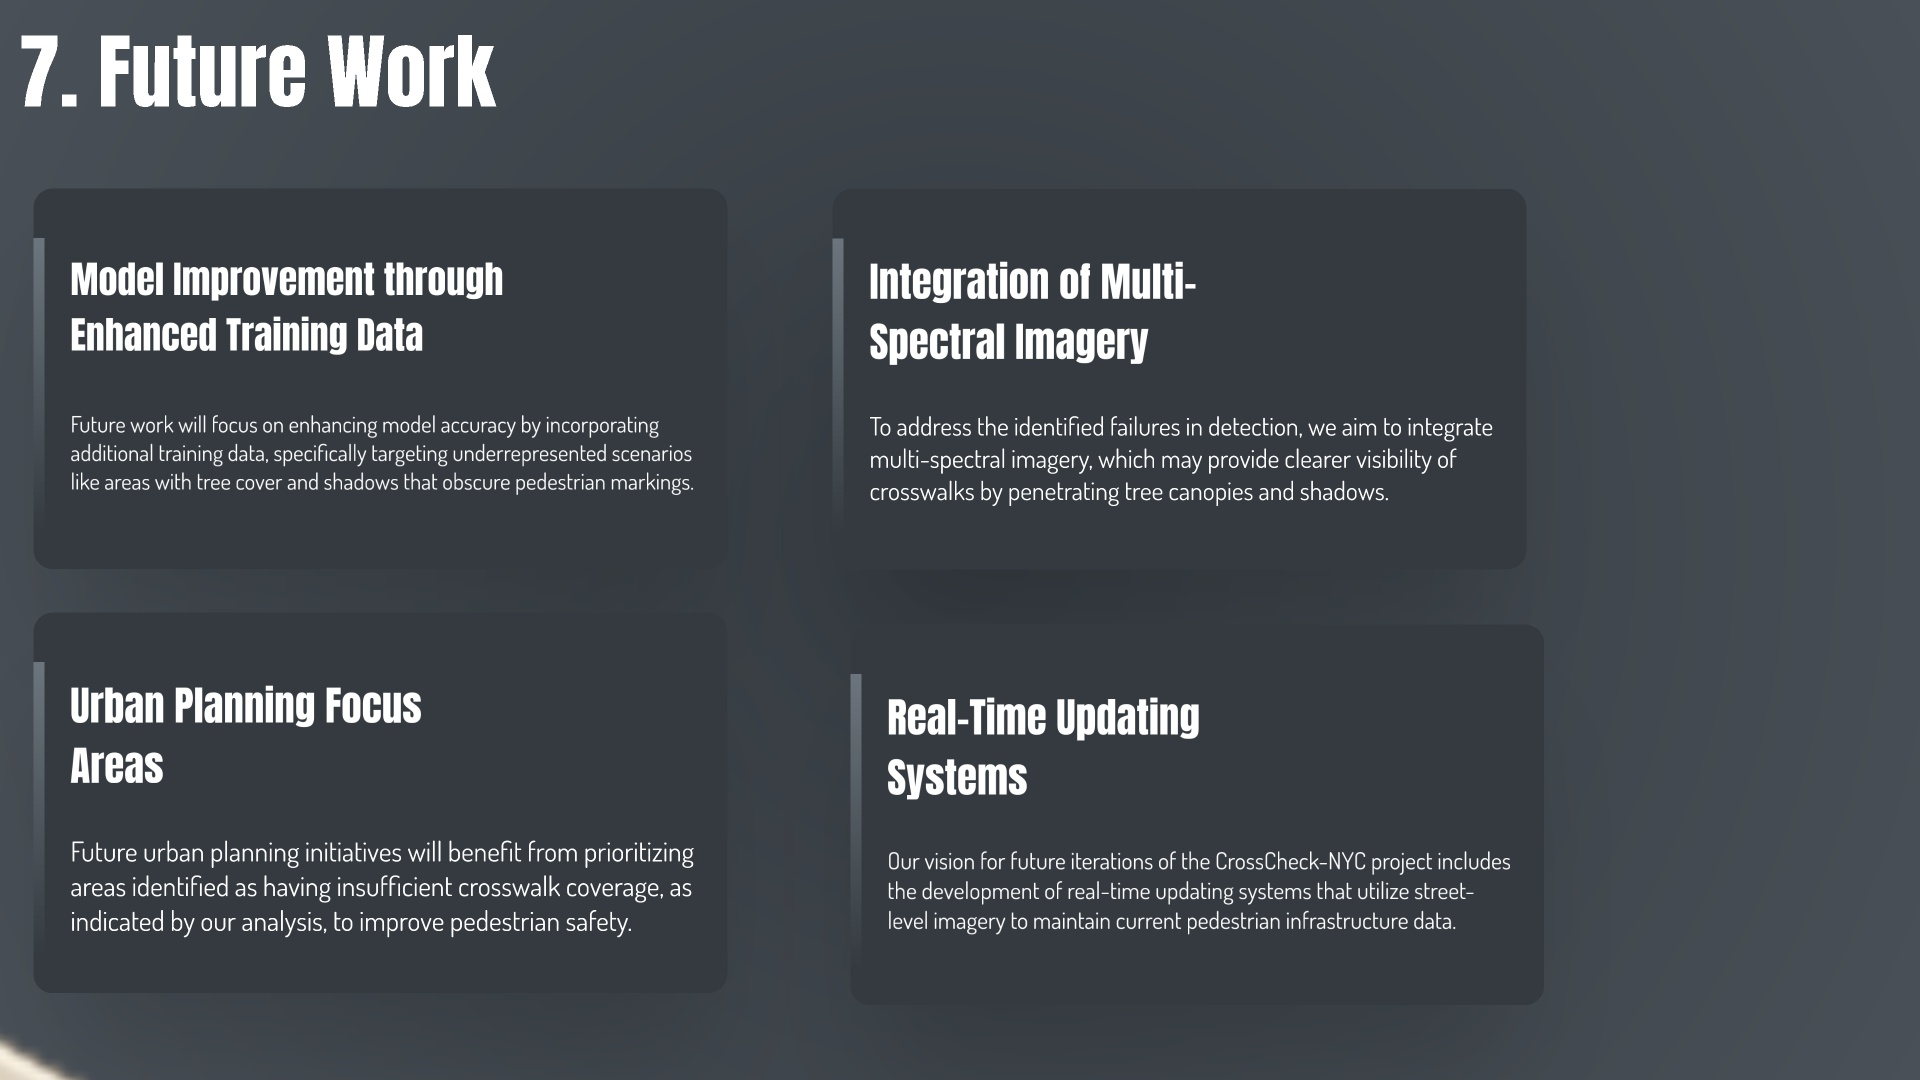 7. Future Work
Model Improvement through
Enhanced Training Data
Future work will focus on enhancing model accuracy by incorporating
additional training data, specifically targeting underrepresented scenarios
like areas with tree cover and shadows that obscure pedestrian markings.
Integration of Multi-
Spectral Imagery
To address the identified failures in detection, we aim to integrate
multi-spectral imagery, which may provide clearer visibility of
crosswalks by penetrating tree canopies and shadows.
Urban Planning Focus
Areas
Future urban planning initiatives will benefit from prioritizing
areas identified as having insufficient crosswalk coverage, as
indicated by our analysis, to improve pedestrian safety.
Real-Time Updating
Systems
Our vision for future iterations of the CrossCheck-NYC project includes
the development of real-time updating systems that utilize street-
level imagery to maintain current pedestrian infrastructure data.